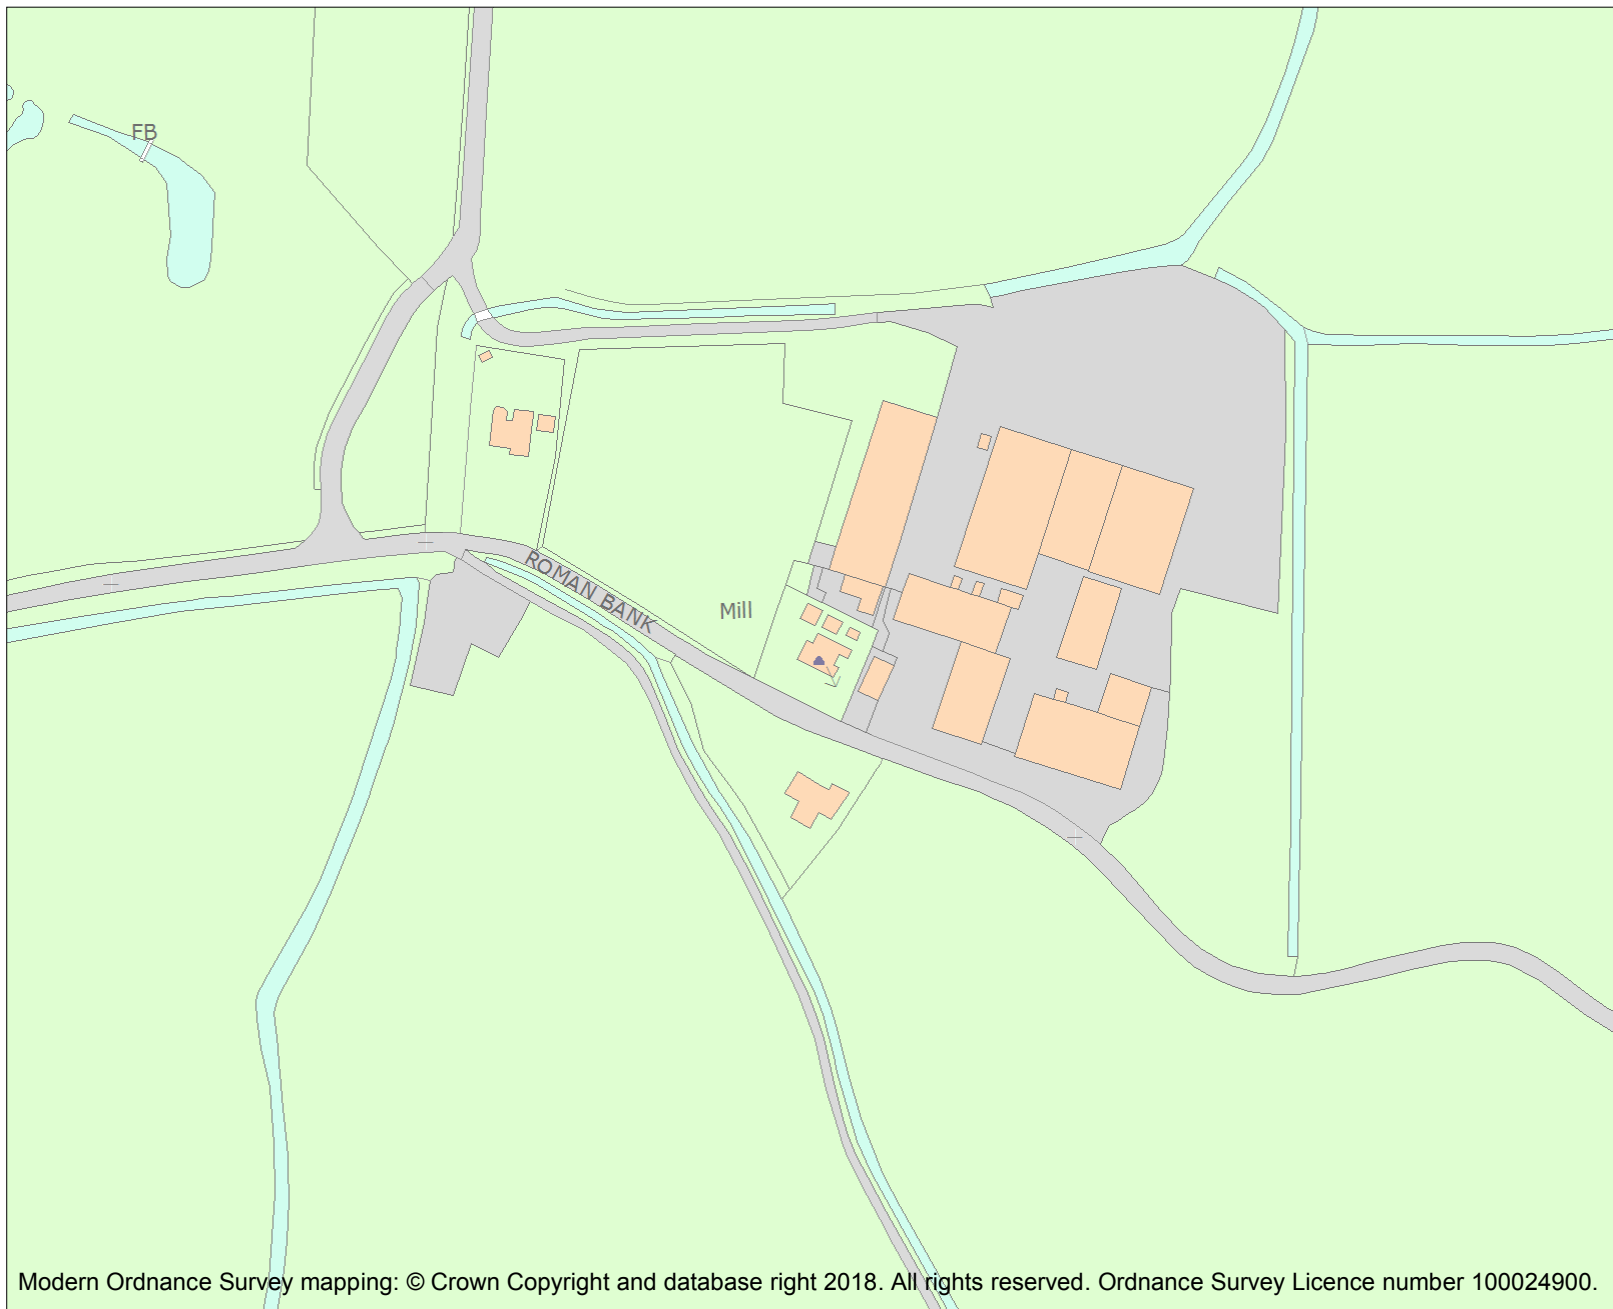 FB
ROMAN BANK
Mill
Modern Ordnance Survey mapping: © Crown Copyright and database right 2018. All rights reserved. Ordnance Survey Licence number 100024900.